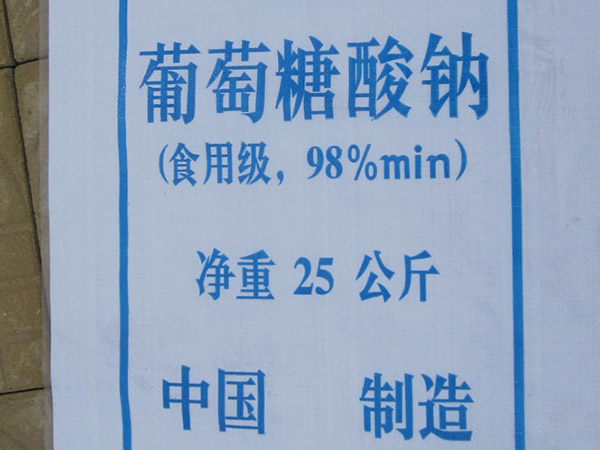 葡萄糖酸钠
(食用级，98%min)
净重 25 公斤
中国 制造